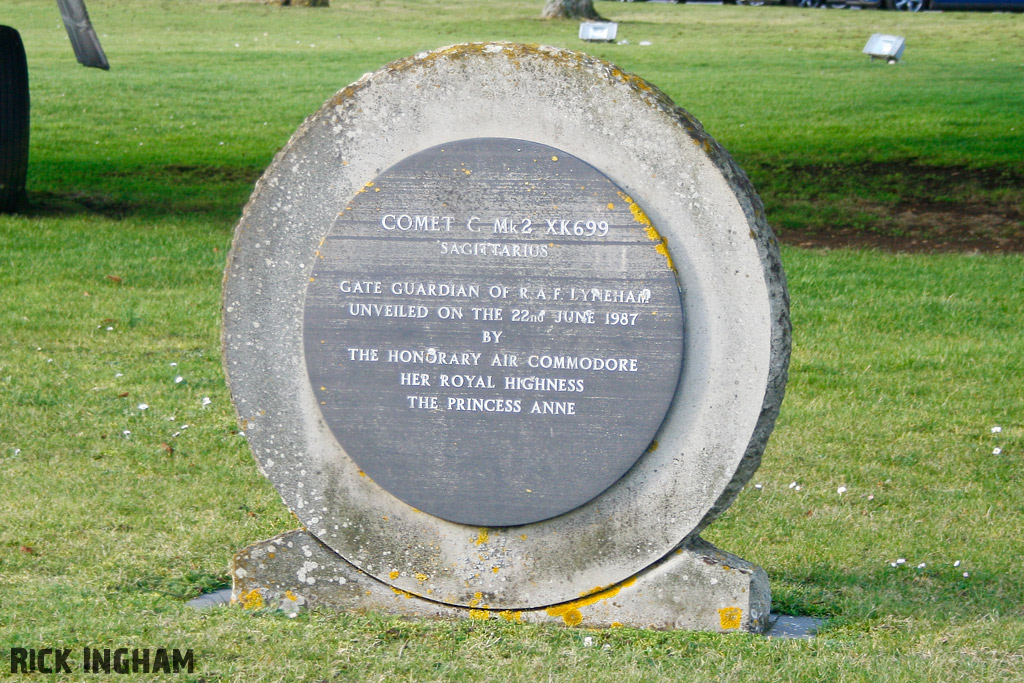 COMET C Mk2 XK699
SAGITTARIUS
GATE GUARDIAN OF R.A.F. LYNEHAM
UNVEILED ON THE 22nd JUNE 1987
BY
THE HONORARY AIR COMMODORE
HER ROYAL HIGHNESS
THE PRINCESS ANNE
RICK INGHAM